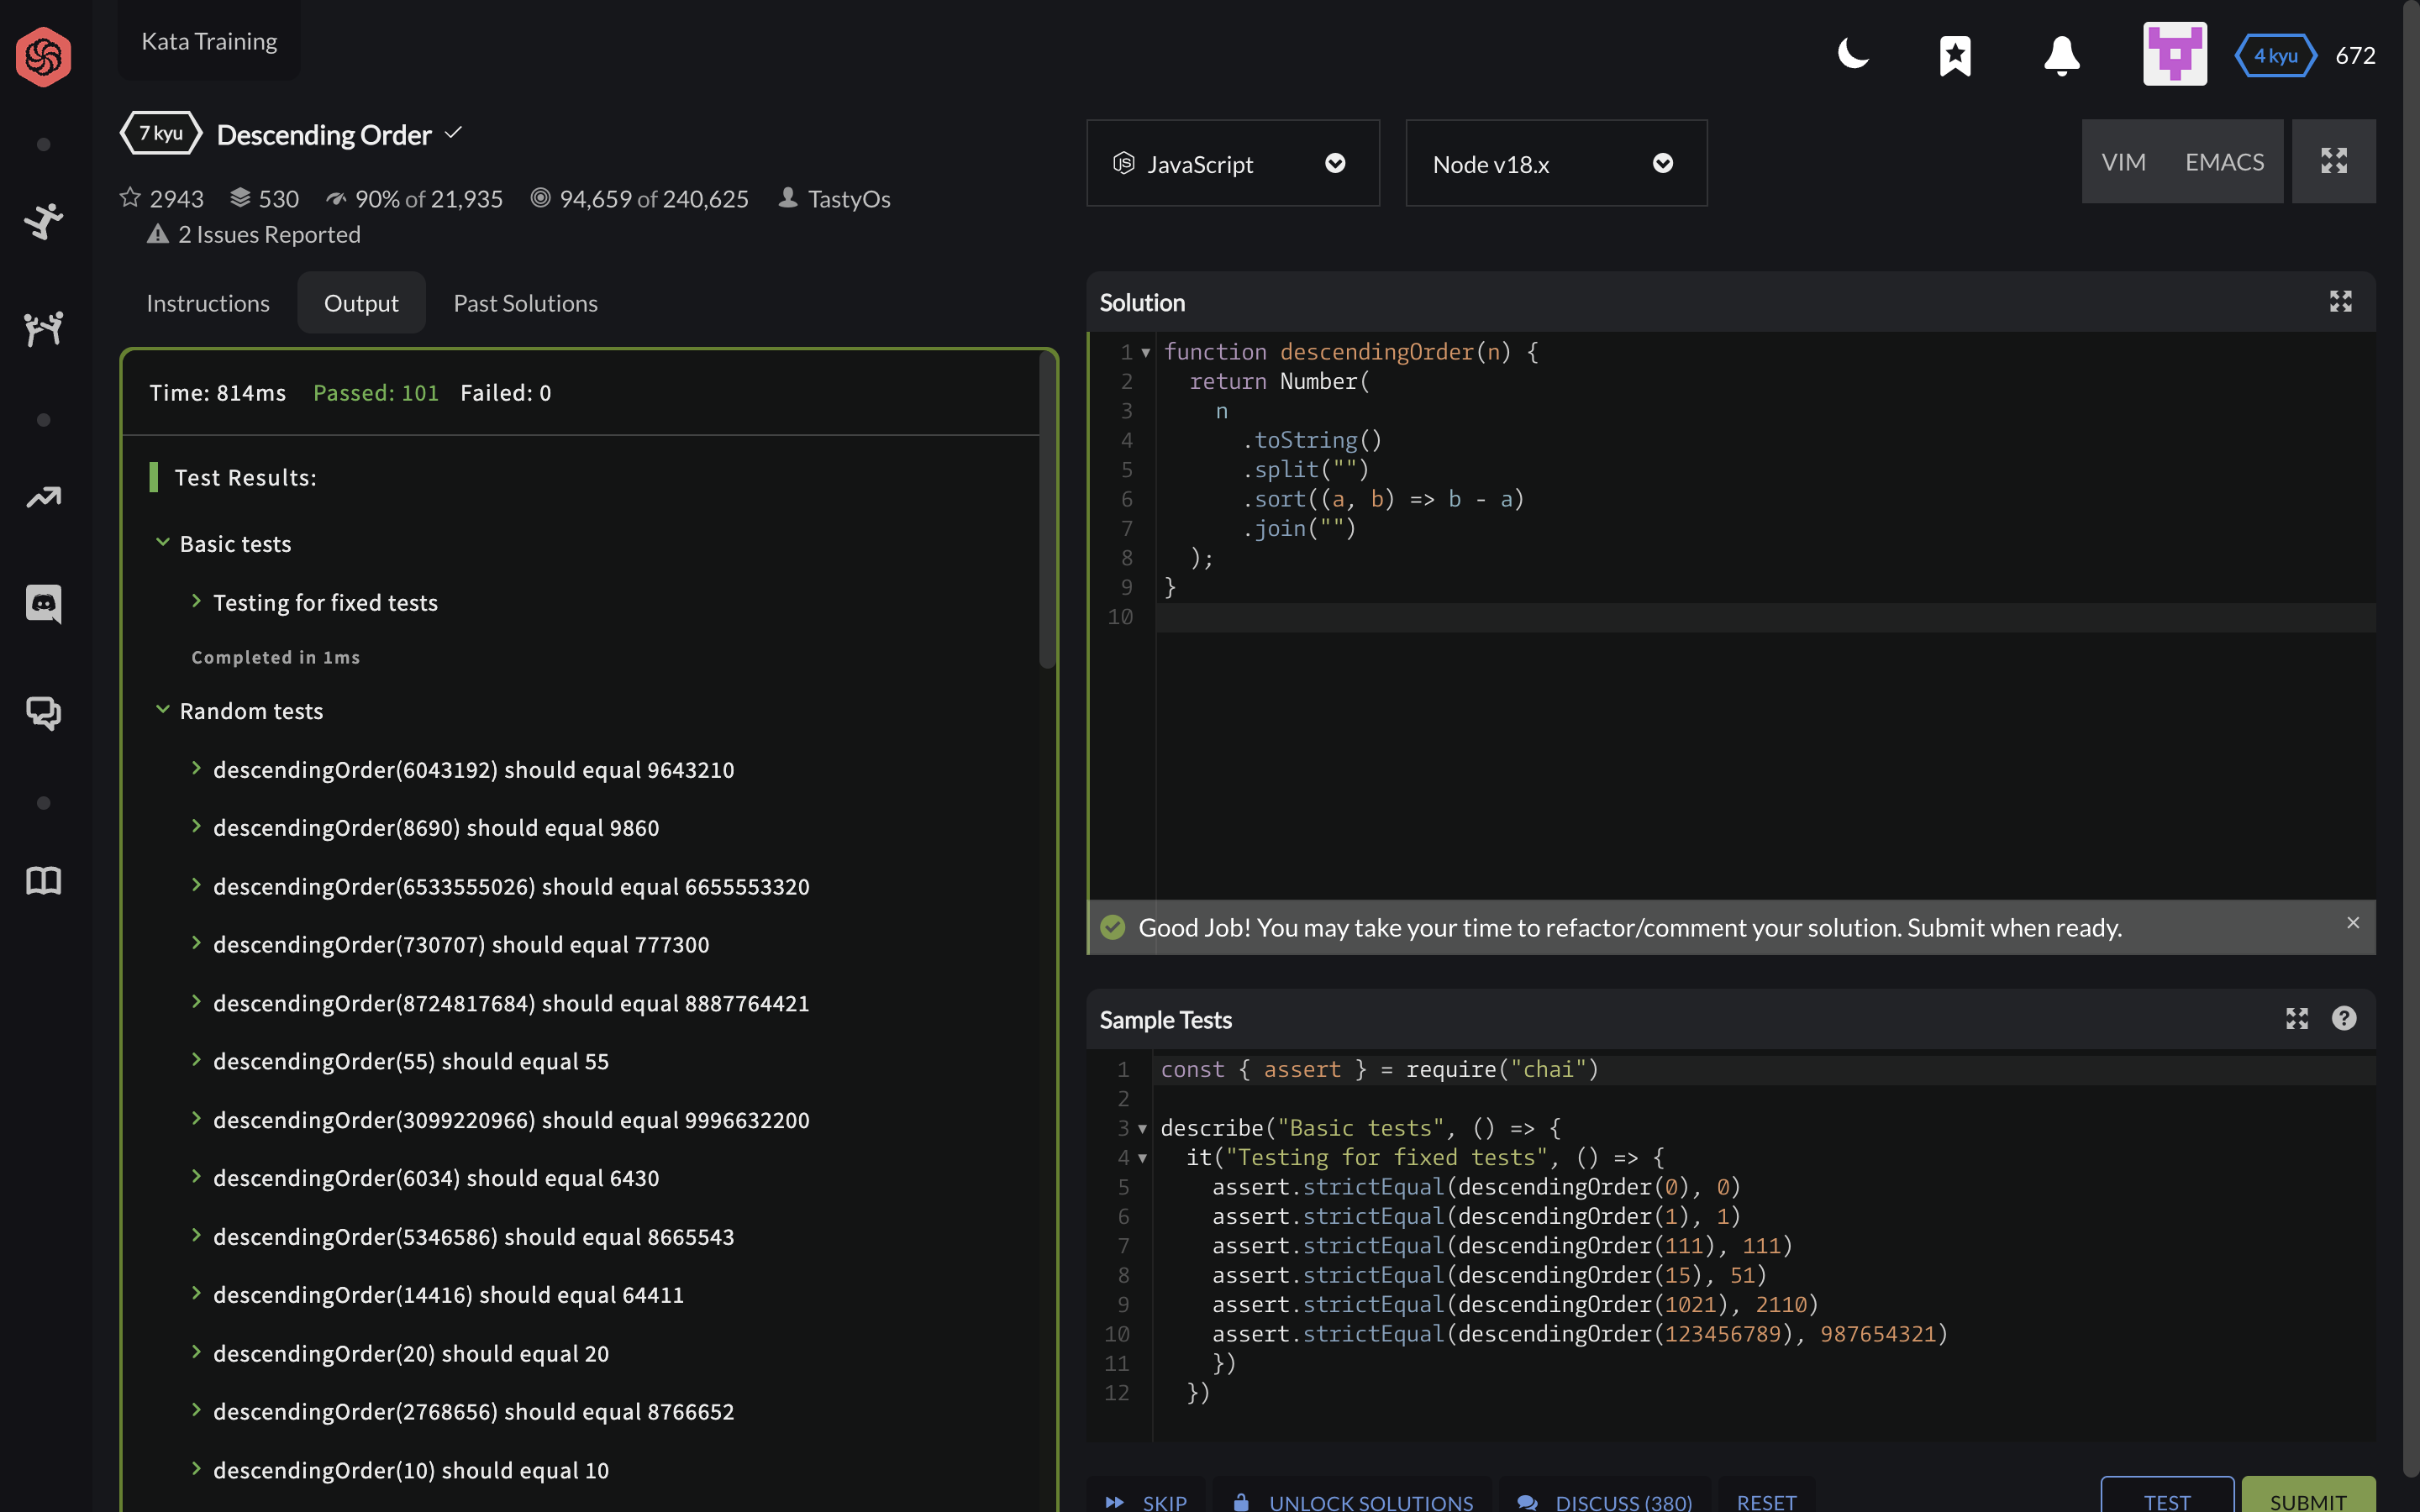 Kata Training
4 kyu 672
7 kyu Descending Order
2943 530 90% of 21,935 94,659 of 240,625 TastyOs
2 Issues Reported
Instructions Output Past Solutions
Time: 814ms Passed: 101 Failed: 0
Test Results:
Basic tests
Testing for fixed tests
Completed in 1ms
Random tests
descendingOrder(6043192) should equal 9643210
descendingOrder(8690) should equal 9860
descendingOrder(6533555026) should equal 6655553320
descendingOrder(730707) should equal 777300
descendingOrder(8724817684) should equal 8887764421
descendingOrder(55) should equal 55
descendingOrder(3099220966) should equal 9996632200
descendingOrder(6034) should equal 6430
descendingOrder(5346586) should equal 8665543
descendingOrder(14416) should equal 64411
descendingOrder(20) should equal 20
descendingOrder(2768656) should equal 8766652
descendingOrder(10) should equal 10
JS JavaScript Node v18.x VIM EMACS
Solution
1 function descendingOrder(n) {
2 return Number(
3 n
4 .toString()
5 .split("")
6 .sort((a, b) => b - a)
7 .join("")
8 );
9 }
10
Good Job! You may take your time to refactor/comment your solution. Submit when ready. ×
Sample Tests ?
1 const { assert } = require("chai")
2
3 describe("Basic tests", () => {
4 it("Testing for fixed tests", () => {
5 assert.strictEqual(descendingOrder(0), 0)
6 assert.strictEqual(descendingOrder(1), 1)
7 assert.strictEqual(descendingOrder(111), 111)
8 assert.strictEqual(descendingOrder(15), 51)
9 assert.strictEqual(descendingOrder(1021), 2110)
10 assert.strictEqual(descendingOrder(123456789), 987654321)
11 })
12 })
SKIP UNLOCK SOLUTIONS DISCUSS (380) RESET TEST SUBMIT